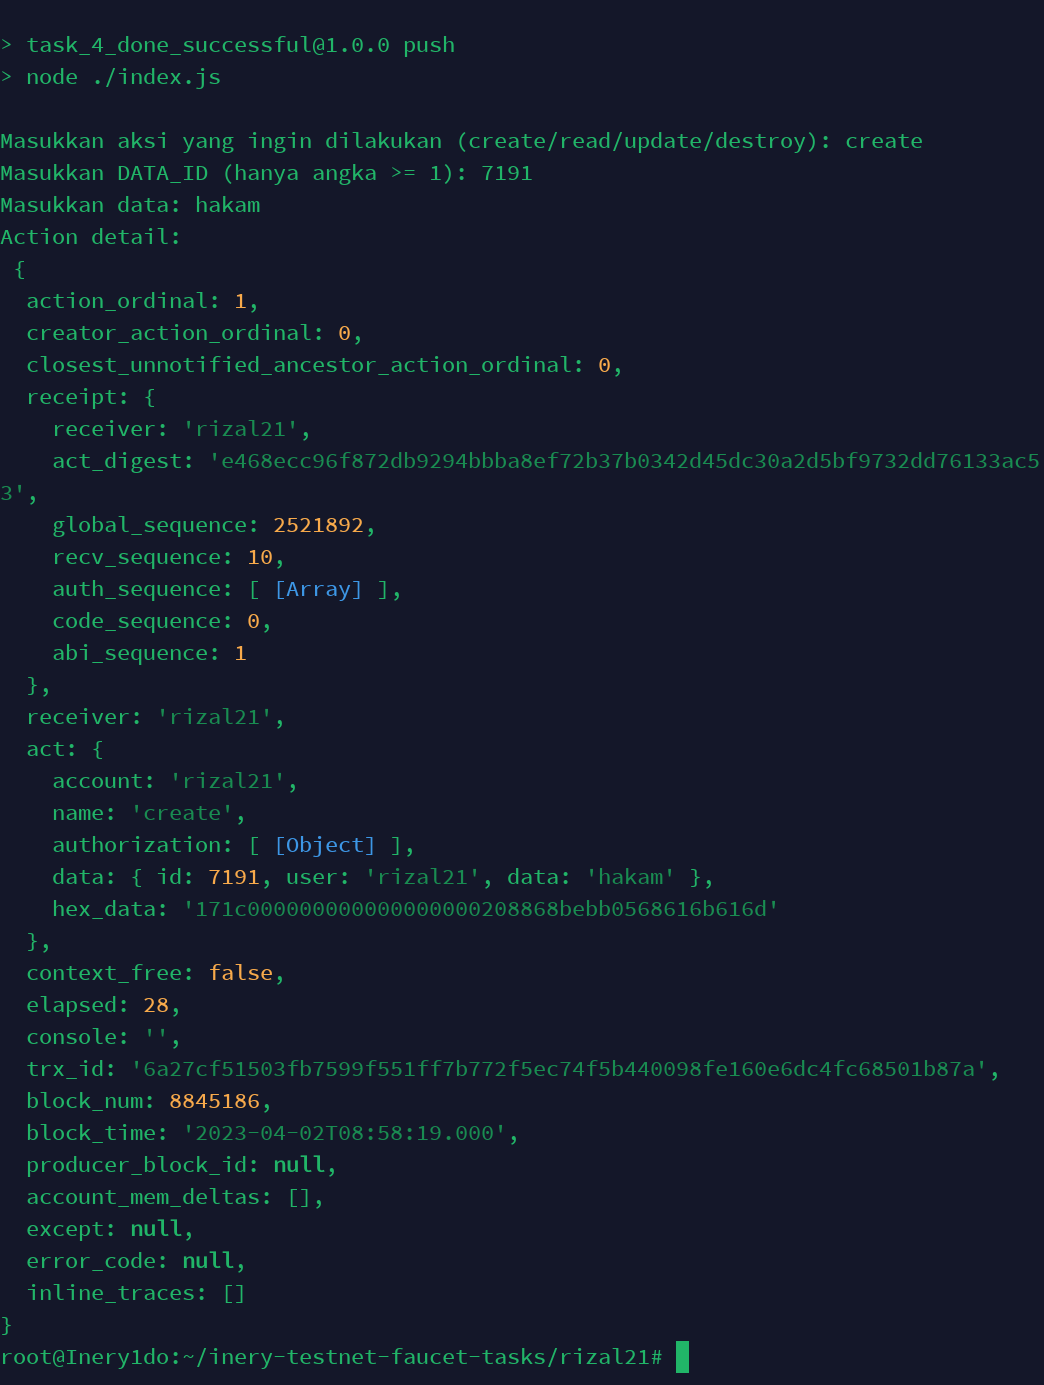 > task_4_done_successful@1.0.0 push
> node ./index.js
Masukkan aksi yang ingin dilakukan (create/read/update/destroy): create
Masukkan DATA_ID (hanya angka >= 1): 7191
Masukkan data: hakam
Action detail:
{
action_ordinal: 1,
creator_action_ordinal: 0,
closest_unnotified_ancestor_action_ordinal: 0,
receipt: {
receiver: 'rizal21',
act_digest: 'e468ecc96f872db9294bbba8ef72b37b0342d45dc30a2d5bf9732dd76133ac5
3',
global_sequence: 2521892,
recv_sequence: 10,
auth_sequence: [ [Array] ],
code_sequence: 0,
abi_sequence: 1
},
receiver: 'rizal21',
act: {
account: 'rizal21',
name: 'create',
authorization: [ [Object] ],
data: { id: 7191, user: 'rizal21', data: 'hakam' },
hex_data: '171c000000000000000000208868bebb0568616b616d'
},
context_free: false,
elapsed: 28,
console: '',
trx_id: '6a27cf51503fb7599f551ff7b772f5ec74f5b440098fe160e6dc4fc68501b87a',
block_num: 8845186,
block_time: '2023-04-02T08:58:19.000',
producer_block_id: null,
account_mem_deltas: [],
except: null,
error_code: null,
inline_traces: []
}
root@Inery1do:~/inery-testnet-faucet-tasks/rizal21#